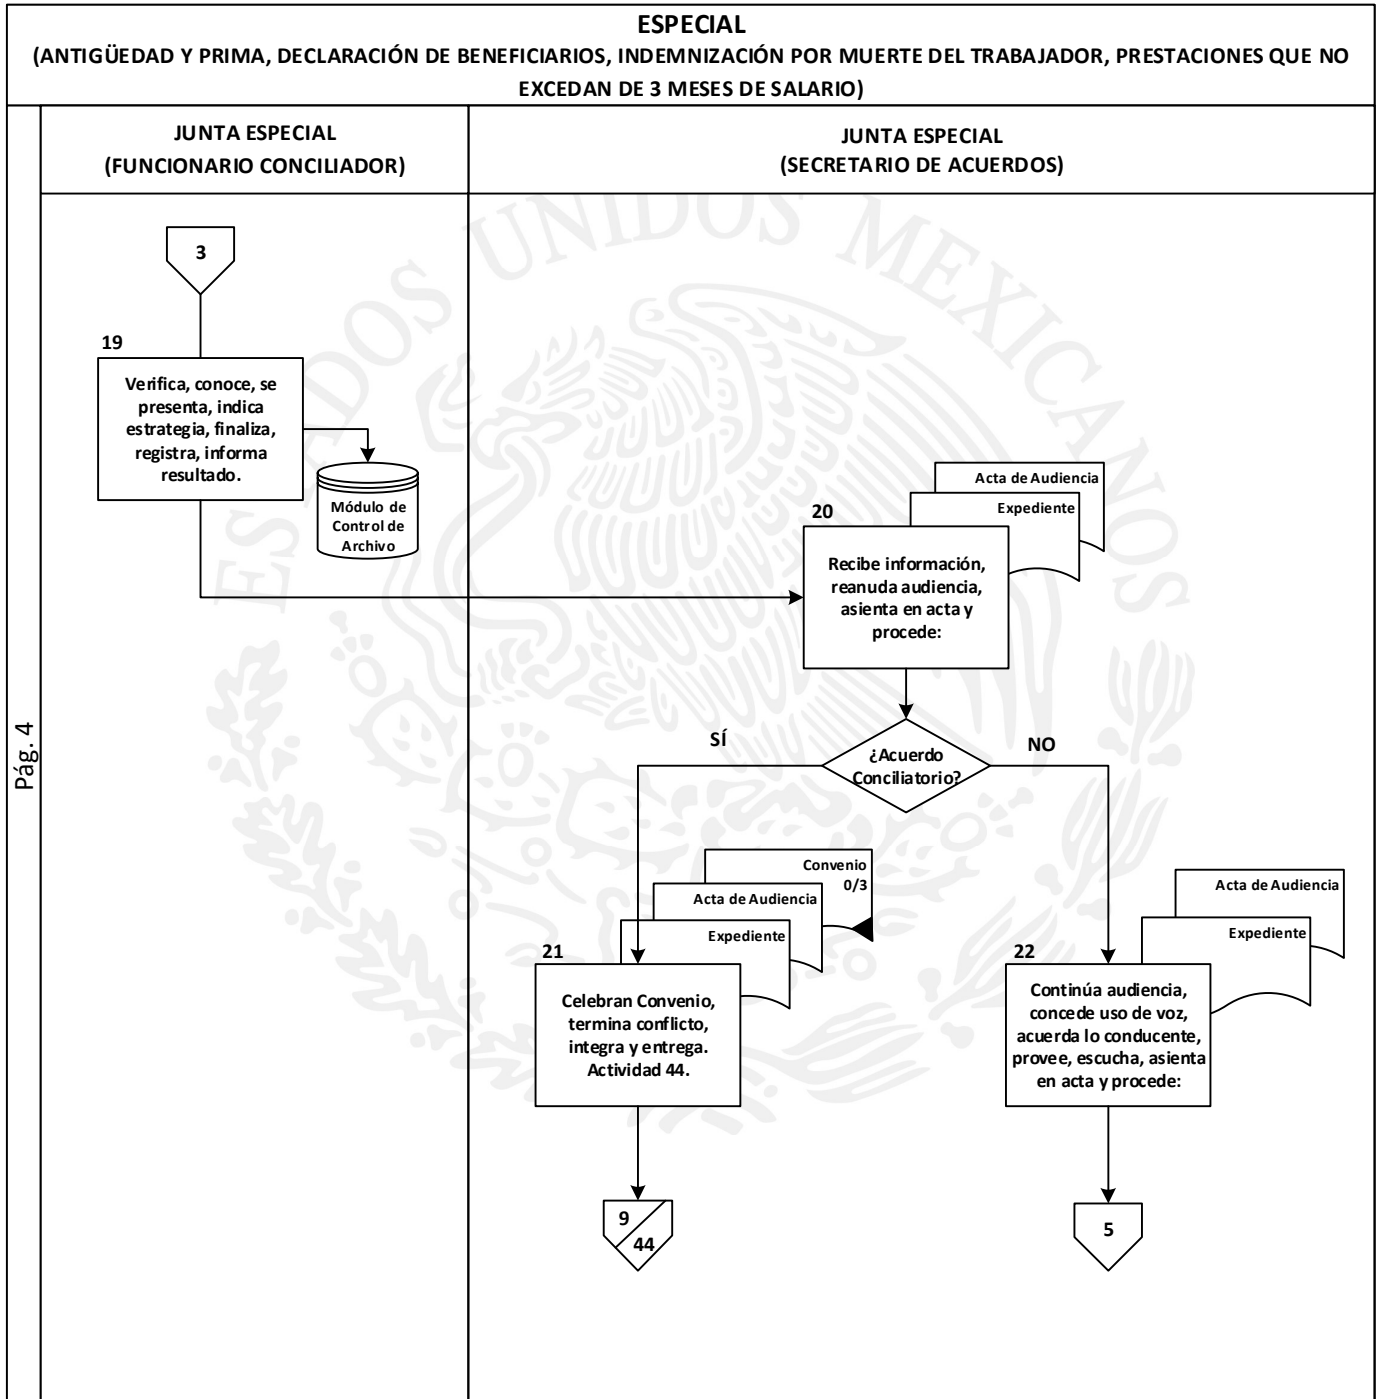 ESPECIAL
(ANTIGÜEDAD Y PRIMA, DECLARACIÓN DE BENEFICIARIOS, INDEMNIZACIÓN POR MUERTE DEL TRABAJADOR, PRESTACIONES QUE NO
EXCEDAN DE 3 MESES DE SALARIO)
JUNTA ESPECIAL
(FUNCIONARIO CONCILIADOR)
JUNTA ESPECIAL
(SECRETARIO DE ACUERDOS)
Pág. 4
ESTADOS UNIDOS MEXICANOS
3
19
Verifica, conoce, se
presenta, indica
estrategia, finaliza,
registra, informa
resultado.
Módulo de
Control de
Archivo
Acta de Audiencia
Expediente
20
Recibe información,
reanuda audiencia,
asienta en acta y
procede:
¿Acuerdo
Conciliatorio?
SÍ
NO
Convenio
0/3
Acta de Audiencia
Expediente
21
Celebran Convenio,
termina conflicto,
integra y entrega.
Actividad 44.
9
44
Acta de Audiencia
Expediente
22
Continúa audiencia,
concede uso de voz,
acuerda lo conducente,
provee, escucha, asienta
en acta y procede:
5